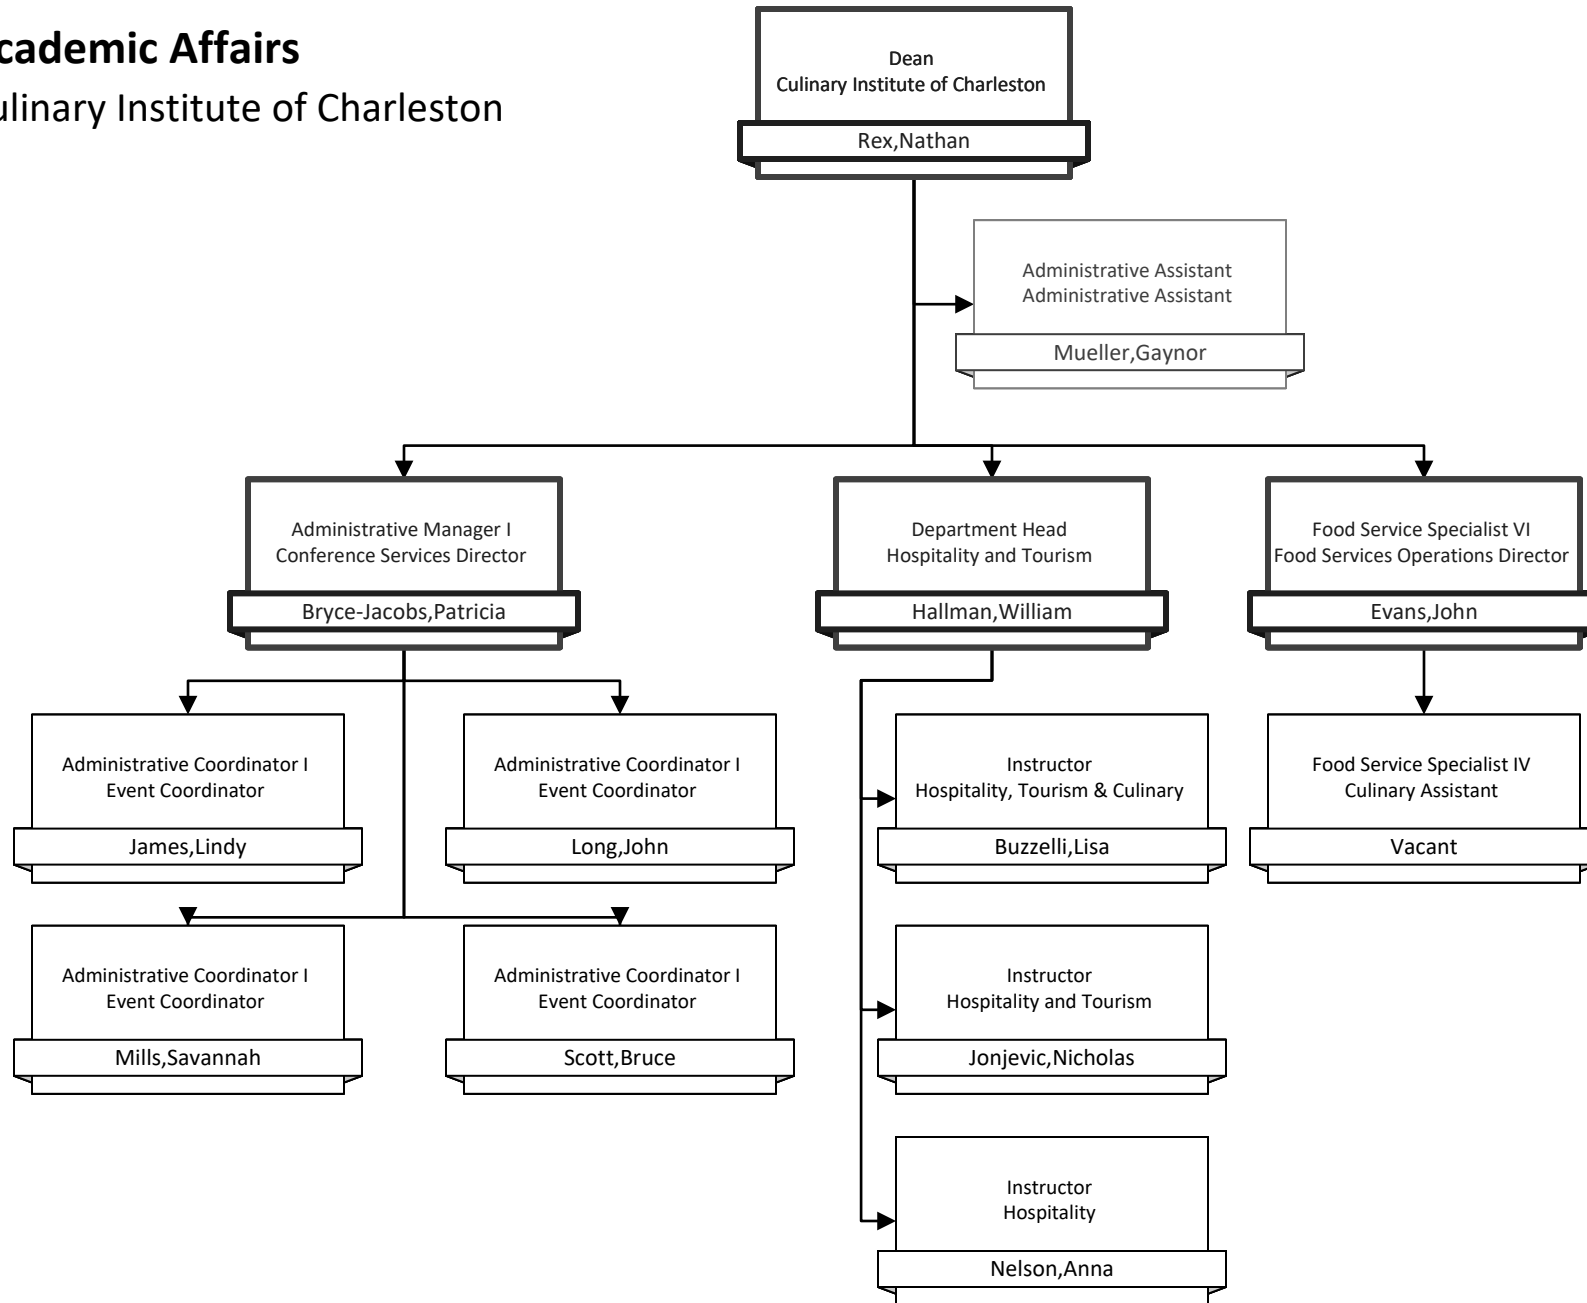 cademic Affairs
ulinary Institute of Charleston
Dean
Culinary Institute of Charleston
Rex,Nathan
Administrative Assistant
Administrative Assistant
Mueller,Gaynor
Administrative Manager I
Conference Services Director
Bryce-Jacobs,Patricia
Department Head
Hospitality and Tourism
Hallman,William
Food Service Specialist VI
Food Services Operations Director
Evans,John
Administrative Coordinator I
Event Coordinator
James,Lindy
Administrative Coordinator I
Event Coordinator
Long,John
Instructor
Hospitality, Tourism & Culinary
Buzzelli,Lisa
Food Service Specialist IV
Culinary Assistant
Vacant
Administrative Coordinator I
Event Coordinator
Mills,Savannah
Administrative Coordinator I
Event Coordinator
Scott,Bruce
Instructor
Hospitality and Tourism
Jonjevic,Nicholas
Instructor
Hospitality
Nelson,Anna